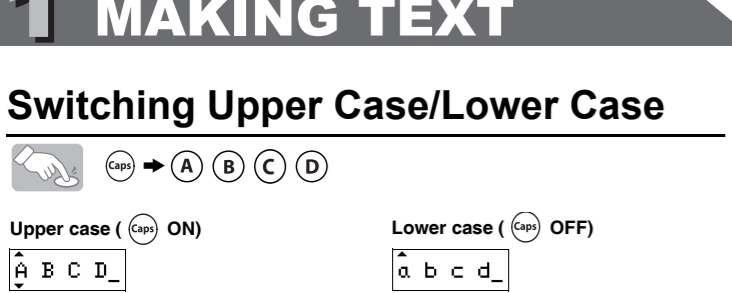 1 MAKING TEXT
Switching Upper Case/Lower Case
Caps ➔ A B C D
Upper case ( Caps ON)
Lower case ( Caps OFF)
A B C D_
a b c d_